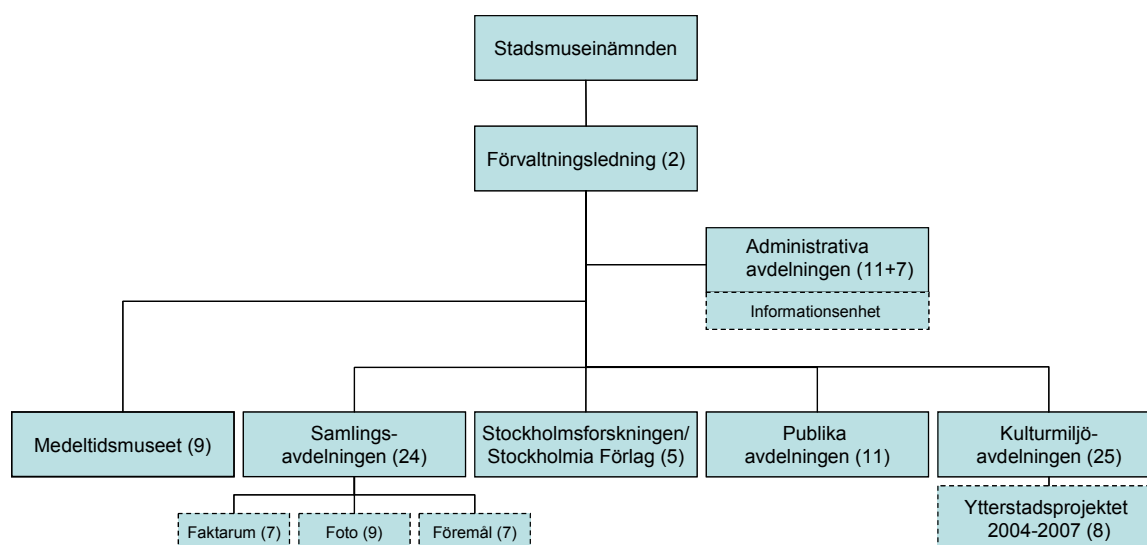 Stadsmuseinämnden
Förvaltningsledning (2)
Administrativa
avdelningen (11+7)
Informationsenhet
Medeltidsmuseet (9)
Samlings-
avdelningen (24)
Stockholmsforskningen/
Stockholmia Förlag (5)
Publika
avdelningen (11)
Kulturmiljö-
avdelningen (25)
Faktarum (7)
Foto (9)
Föremål (7)
Ytterstadsprojektet
2004-2007 (8)